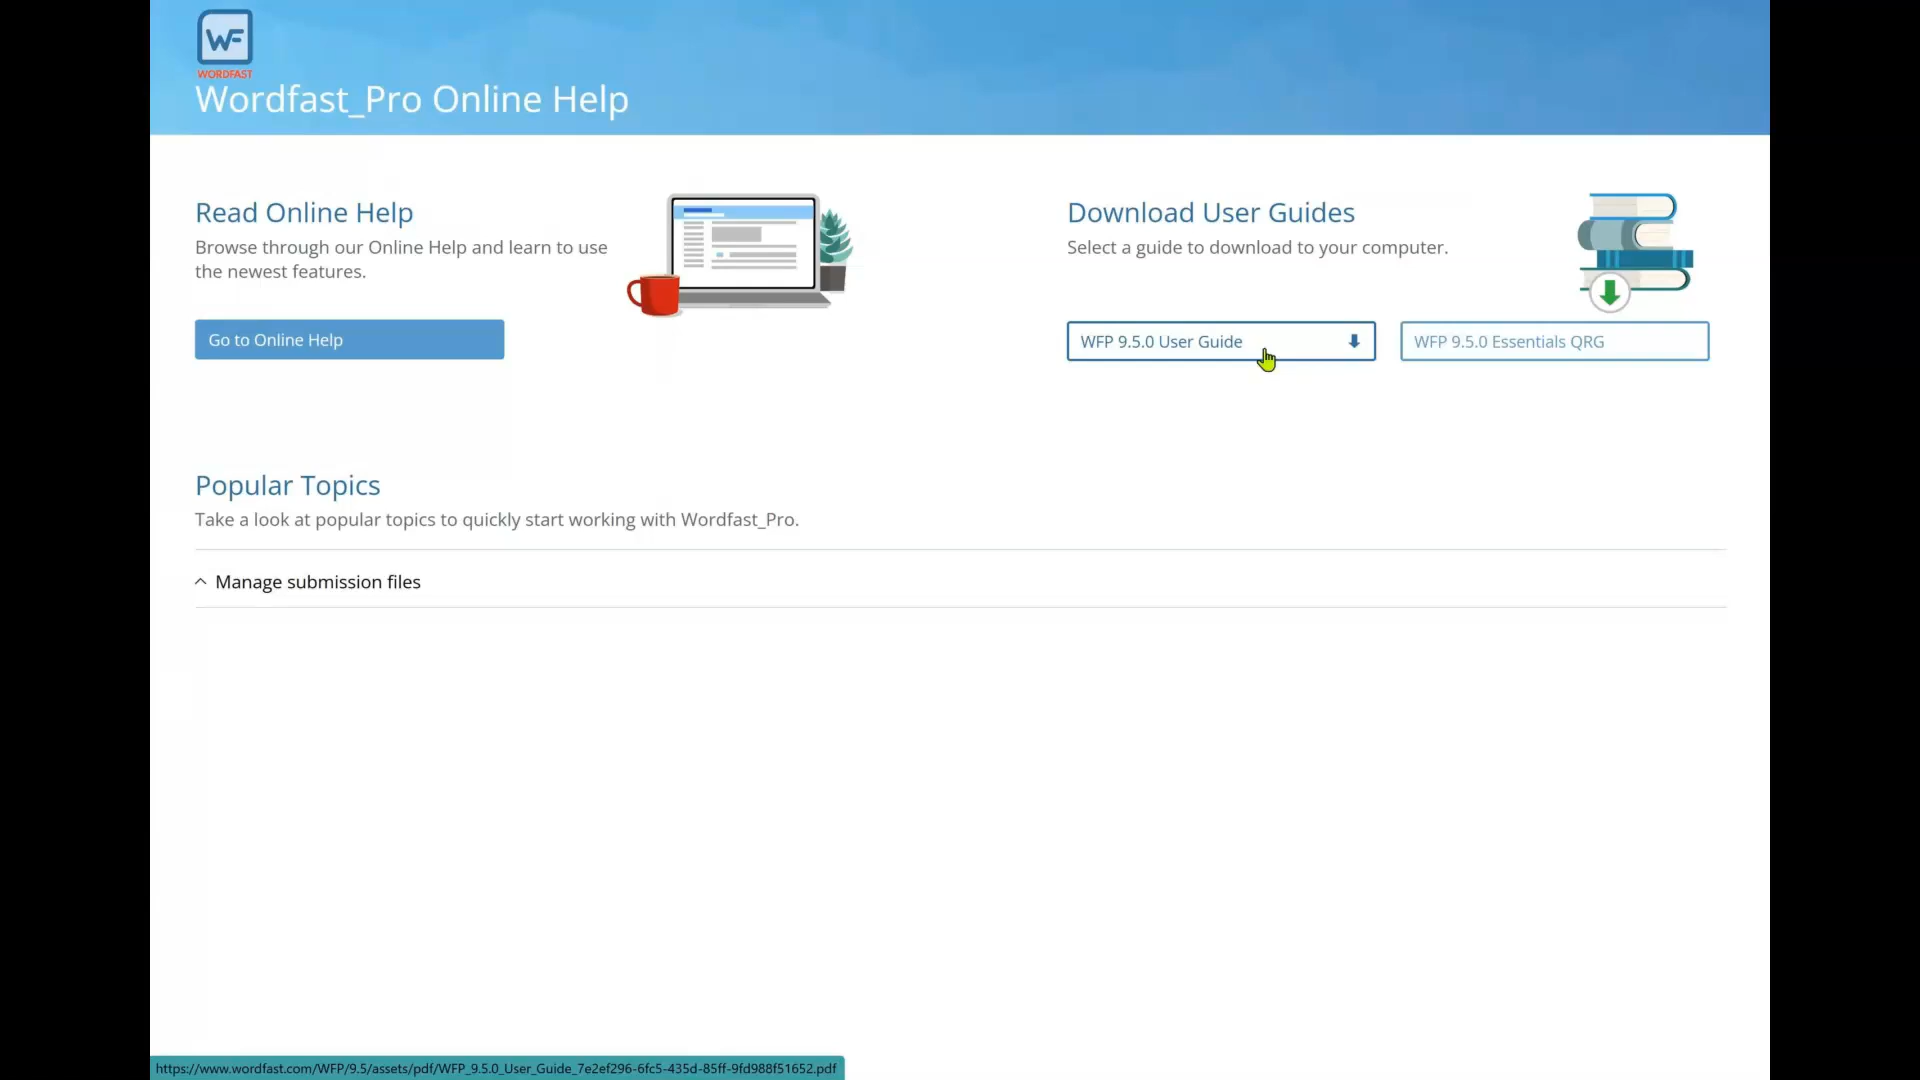 WF
WORDFAST
Wordfast_Pro Online Help
Read Online Help
Browse through our Online Help and learn to use
the newest features.
Go to Online Help
Download User Guides
Select a guide to download to your computer.
WFP 9.5.0 User Guide
WFP 9.5.0 Essentials QRG
Popular Topics
Take a look at popular topics to quickly start working with Wordfast_Pro.
Manage submission files
https://www.wordfast.com/WFP/9.5/assets/pdf/WFP_9.5.0_User_Guide_7e2ef296-6fc5-435d-85ff-9fd988f51652.pdf